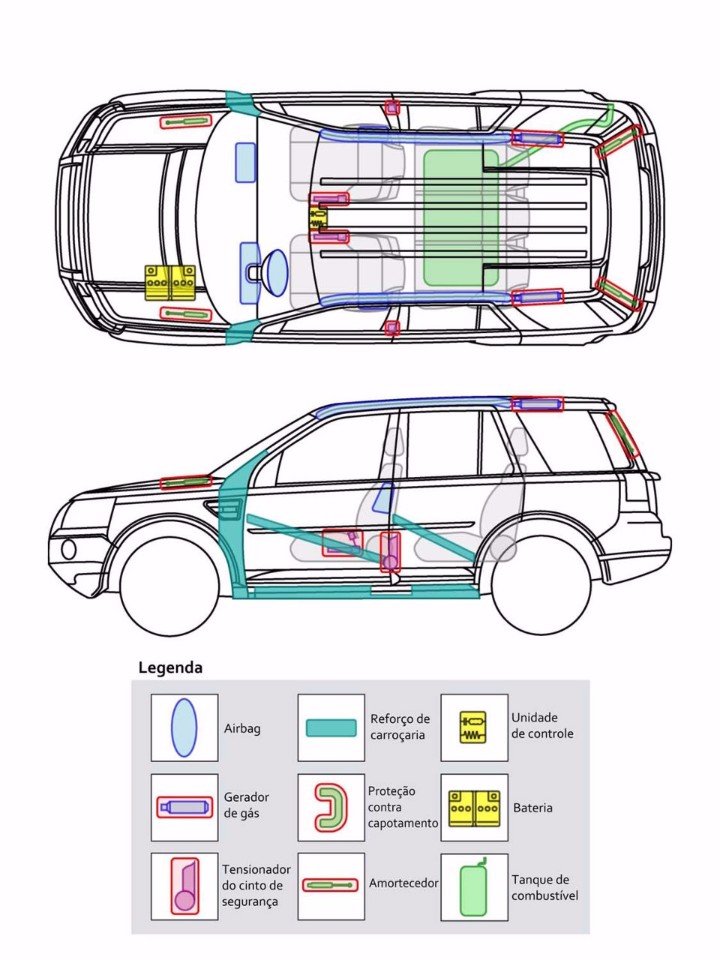 Legenda
Airbag
Reforço de
carroçaria
Unidade
de controle
Gerador
de gás
Proteção
contra
capotamento
Bateria
Tensionador
do cinto de
segurança
Amortecedor
Tanque de
combustível